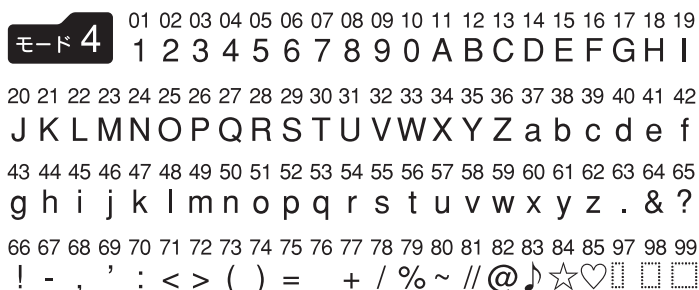 モード 4
01 02 03 04 05 06 07 08 09 10 11 12 13 14 15 16 17 18 19
1 2 3 4 5 6 7 8 9 0 A B C D E F G H I
20 21 22 23 24 25 26 27 28 29 30 31 32 33 34 35 36 37 38 39 40 41 42
J K L M N O P Q R S T U V W X Y Z a b c d e f
43 44 45 46 47 48 49 50 51 52 53 54 55 56 57 58 59 60 61 62 63 64 65
g h i j k l m n o p q r s t u v w x y z . & ?
66 67 68 69 70 71 72 73 74 75 76 77 78 79 80 81 82 83 84 85 97 98 99
! - , ’ : < > ( ) = + / % ~ // @ ♪ ☆ ♡